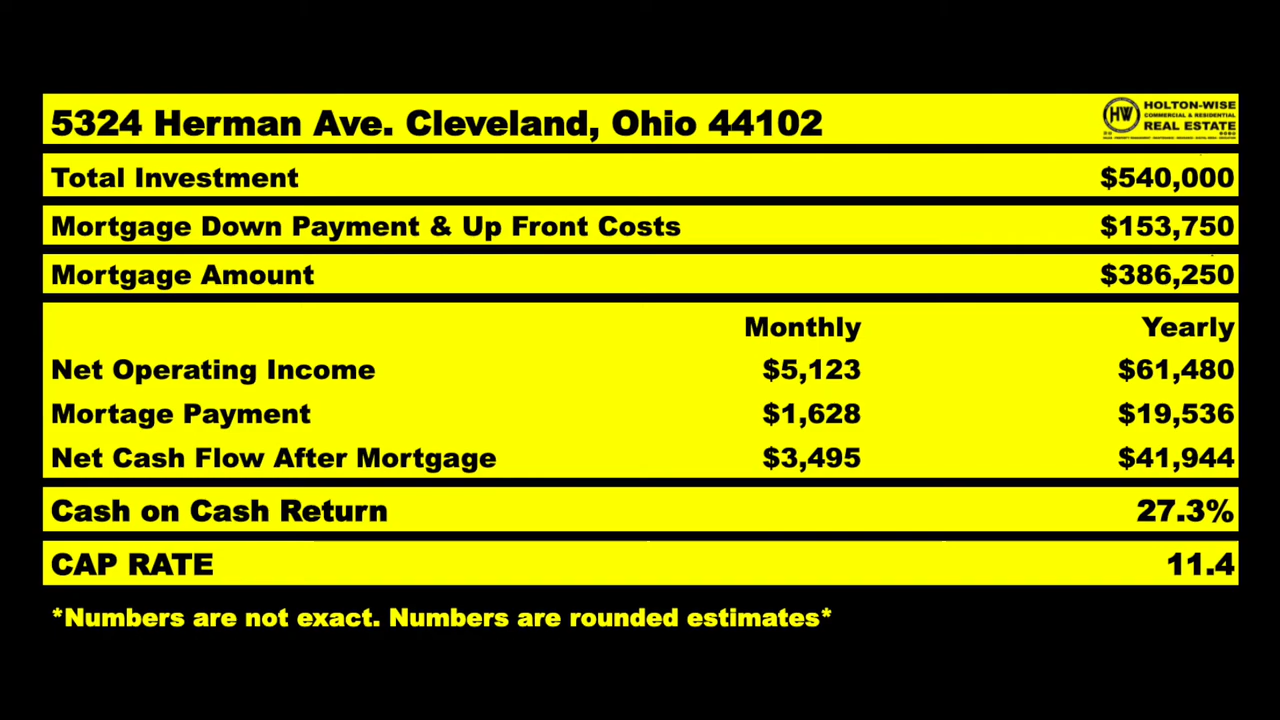 5324 Herman Ave. Cleveland, Ohio 44102
HW
HOLTON-WISE
COMMERCIAL & RESIDENTIAL
REAL ESTATE
Total Investment $540,000
Mortgage Down Payment & Up Front Costs $153,750
Mortgage Amount $386,250
Monthly Yearly
Net Operating Income $5,123 $61,480
Mortage Payment $1,628 $19,536
Net Cash Flow After Mortgage $3,495 $41,944
Cash on Cash Return 27.3%
CAP RATE 11.4
*Numbers are not exact. Numbers are rounded estimates*